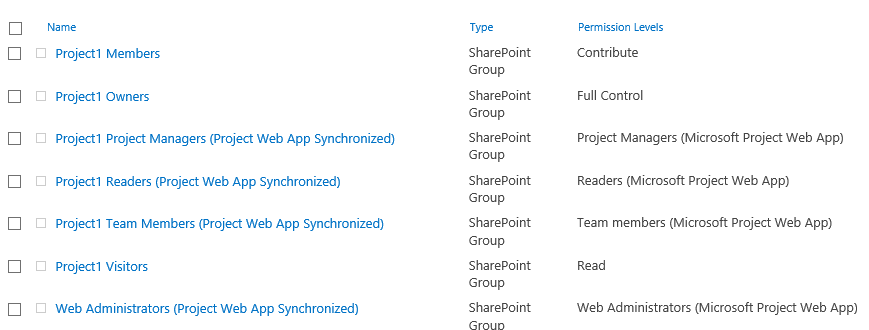 Name Type Permission Levels
Project1 Members SharePoint Contribute
Group
Project1 Owners SharePoint Full Control
Group
Project1 Project Managers (Project Web App Synchronized) SharePoint Project Managers (Microsoft Project Web App)
Group
Project1 Readers (Project Web App Synchronized) SharePoint Readers (Microsoft Project Web App)
Group
Project1 Team Members (Project Web App Synchronized) SharePoint Team members (Microsoft Project Web App)
Group
Project1 Visitors SharePoint Read
Group
Web Administrators (Project Web App Synchronized) SharePoint Web Administrators (Microsoft Project Web App)
Group